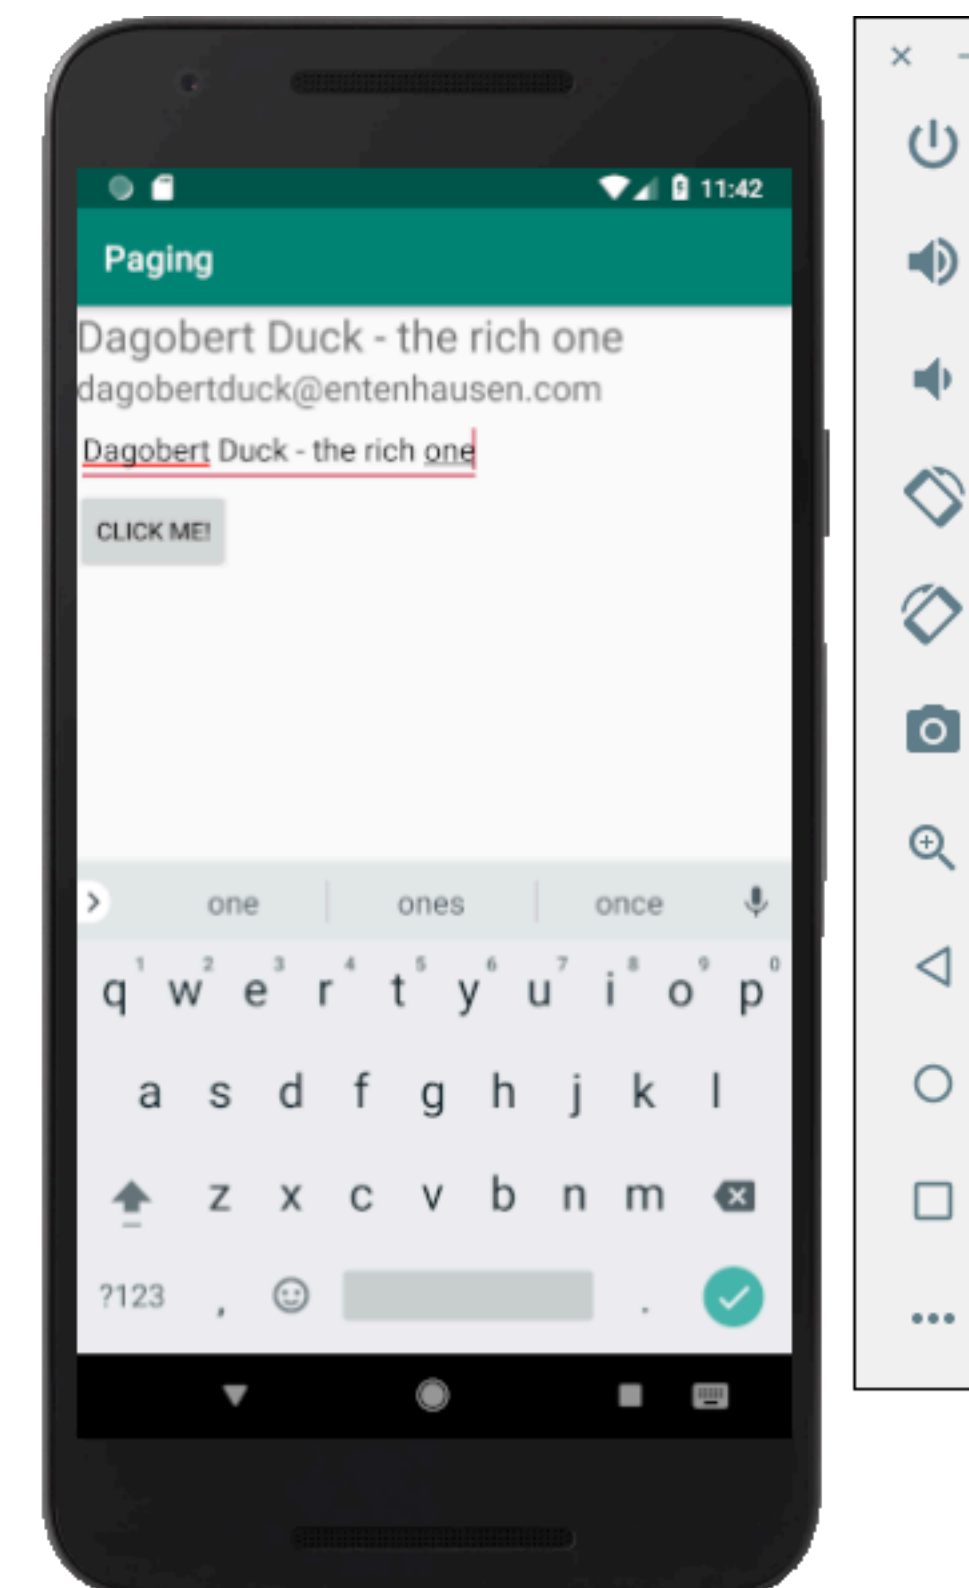 11:42
Paging
Dagobert Duck - the rich one
dagobertduck@entenhausen.com
Dagobert Duck - the rich one
CLICK ME!
one ones once
1 2 3 4 5 6 7 8 9 0
q w e r t y u i o p
a s d f g h j k l
z x c v b n m
?123 , .